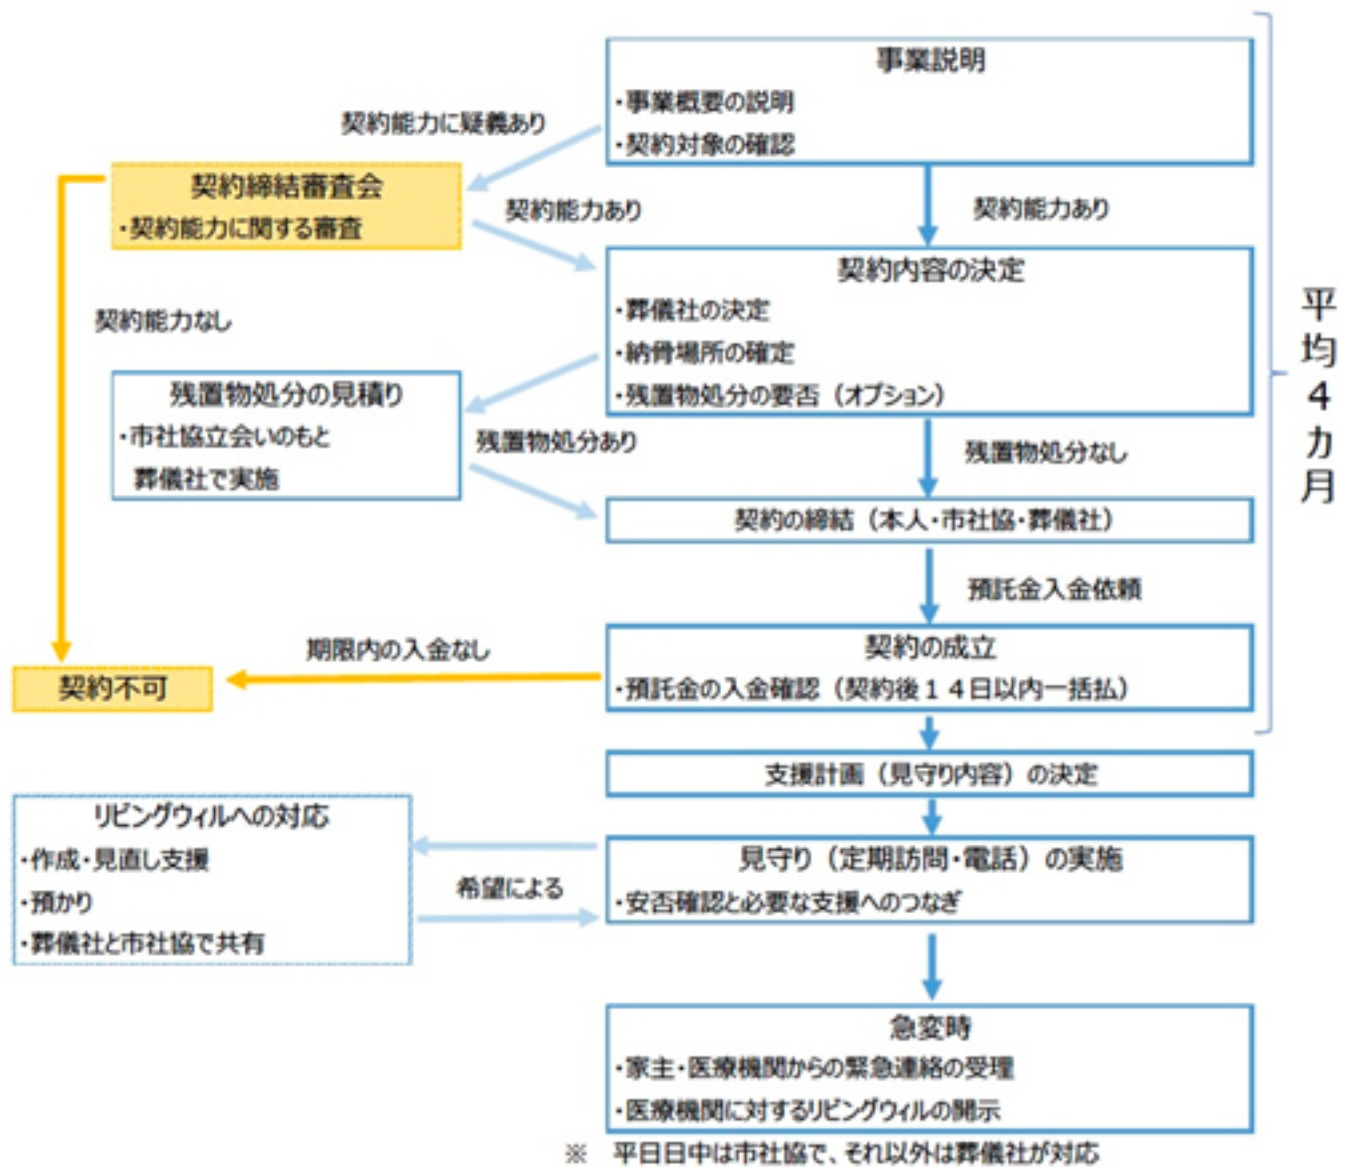 事業説明
・事業概要の説明
・契約対象の確認
契約能力に疑義あり
契約締結審査会
・契約能力に関する審査
契約能力あり
契約能力あり
契約能力なし
契約内容の決定
・葬儀社の決定
・納骨場所の確定
・残置物処分の要否（オプション）
残置物処分の見積り
・市社協立会いのもと
葬儀社で実施
残置物処分あり
残置物処分なし
契約の締結（本人・市社協・葬儀社）
預託金入金依頼
契約の成立
・預託金の入金確認（契約後１４日以内一括払）
期限内の入金なし
契約不可
平均４カ月
支援計画（見守り内容）の決定
見守り（定期訪問・電話）の実施
・安否確認と必要な支援へのつなぎ
リビングウィルへの対応
・作成・見直し支援
・預かり
・葬儀社と市社協で共有
希望による
急変時
・家主・医療機関からの緊急連絡の受理
・医療機関に対するリビングウィルの開示
※　平日日中は市社協で、それ以外は葬儀社が対応